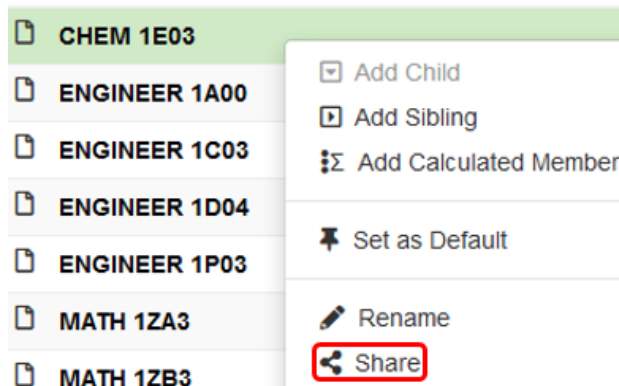 CHEM 1E03
ENGINEER 1A00
ENGINEER 1C03
ENGINEER 1D04
ENGINEER 1P03
MATH 1ZA3
MATH 1ZB3
Add Child
Add Sibling
Add Calculated Member
Set as Default
Rename
Share